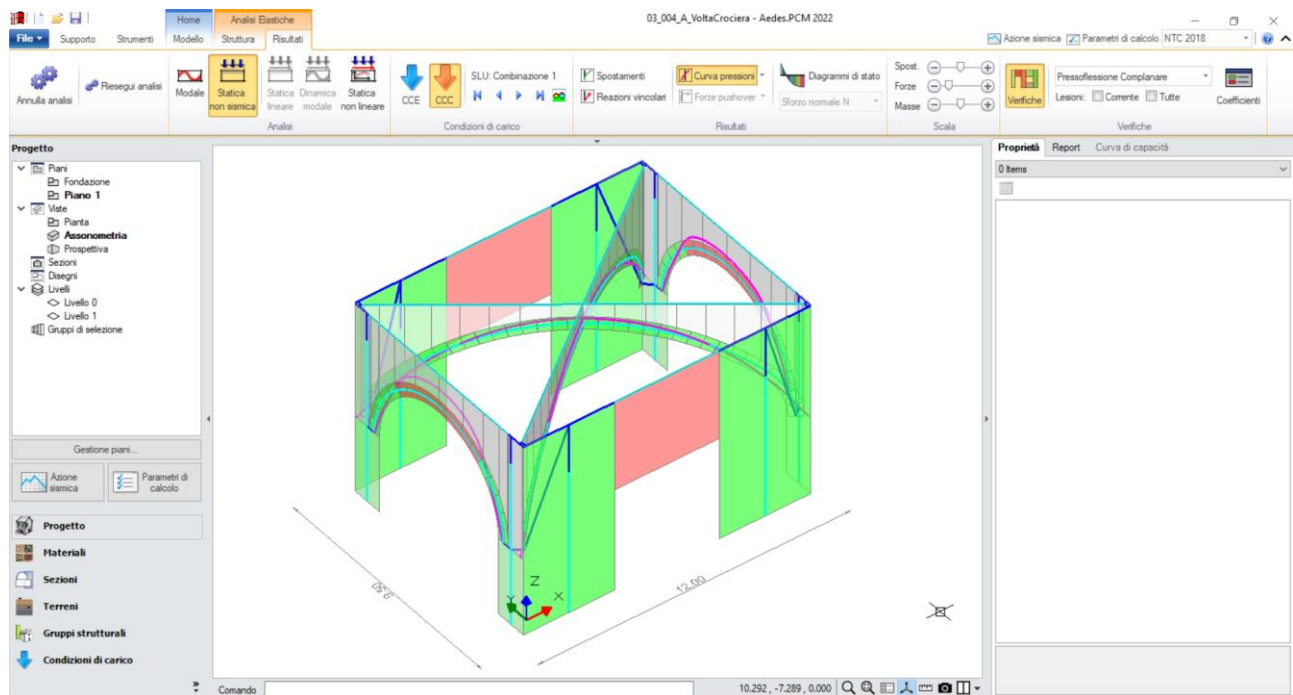 03_004_A_VoltaCrociera - Aedes.PCM 2022
Home
Analisi Elastiche
File
Supporto
Strumenti
Modello
Struttura
Risultati
Azione sismica
Parametri di calcolo
NTC 2018
Annulla analisi
Riesegui analisi
Modale
Statica non sismica
Statica lineare
Dinamica modale
Statica non lineare
Analisi
CCE
CCC
SLU: Combinazione 1
Condizioni di carico
Spostamenti
Reazioni vincolari
Curva pressioni
Forze pushover
Diagrammi di stato
Sforzo normale N
Risultati
Spost.
Forze
Masse
Scala
Verifiche
Pressoflessione Complanare
Lesioni:
Corrente
Tutte
Coefficienti
Verifiche
Progetto
Piani
Fondazione
Piano 1
Viste
Pianta
Assonometria
Prospettiva
Sezioni
Disegni
Livelli
Livello 0
Livello 1
Gruppi di selezione
Gestione piani...
Azione sismica
Parametri di calcolo
Progetto
Materiali
Sezioni
Terreni
Gruppi strutturali
Condizioni di carico
9.50
12.00
Z
Y
X
Proprietà
Report
Curva di capacità
0 Items
Comando
10.292 , -7.289 , 0.000